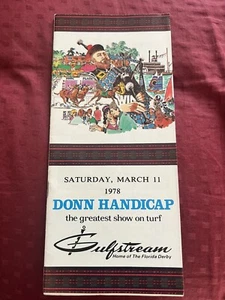 SATURDAY, MARCH 11
1978
DONN HANDICAP
the greatest show on turf
Gulfstream
Home of The Florida Derby